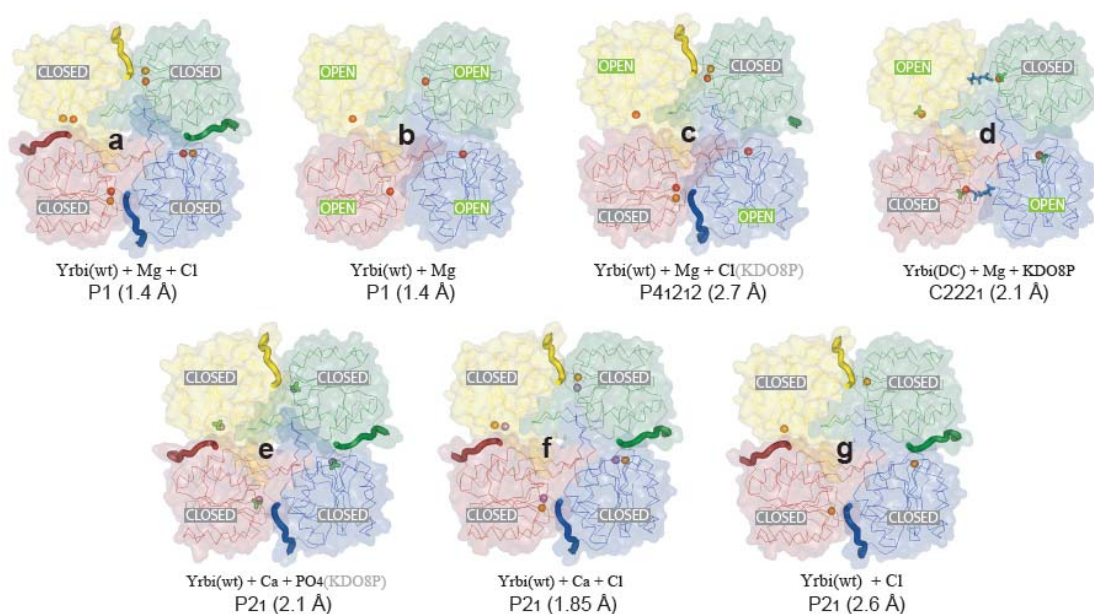 CLOSED CLOSED OPEN OPEN OPEN CLOSED OPEN CLOSED
a b c d
CLOSED CLOSED OPEN OPEN CLOSED OPEN CLOSED OPEN
Yrbi(wt) + Mg + Cl Yrbi(wt) + Mg Yrbi(wt) + Mg + Cl(KDO8P) Yrbi(DC) + Mg + KDO8P
P1 (1.4 Å) P1 (1.4 Å) P41212 (2.7 Å) C2221 (2.1 Å)
CLOSED CLOSED CLOSED CLOSED CLOSED CLOSED
e f g
CLOSED CLOSED CLOSED CLOSED CLOSED CLOSED
Yrbi(wt) + Ca + PO4(KDO8P) Yrbi(wt) + Ca + Cl Yrbi(wt) + Cl
P21 (2.1 Å) P21 (1.85 Å) P21 (2.6 Å)